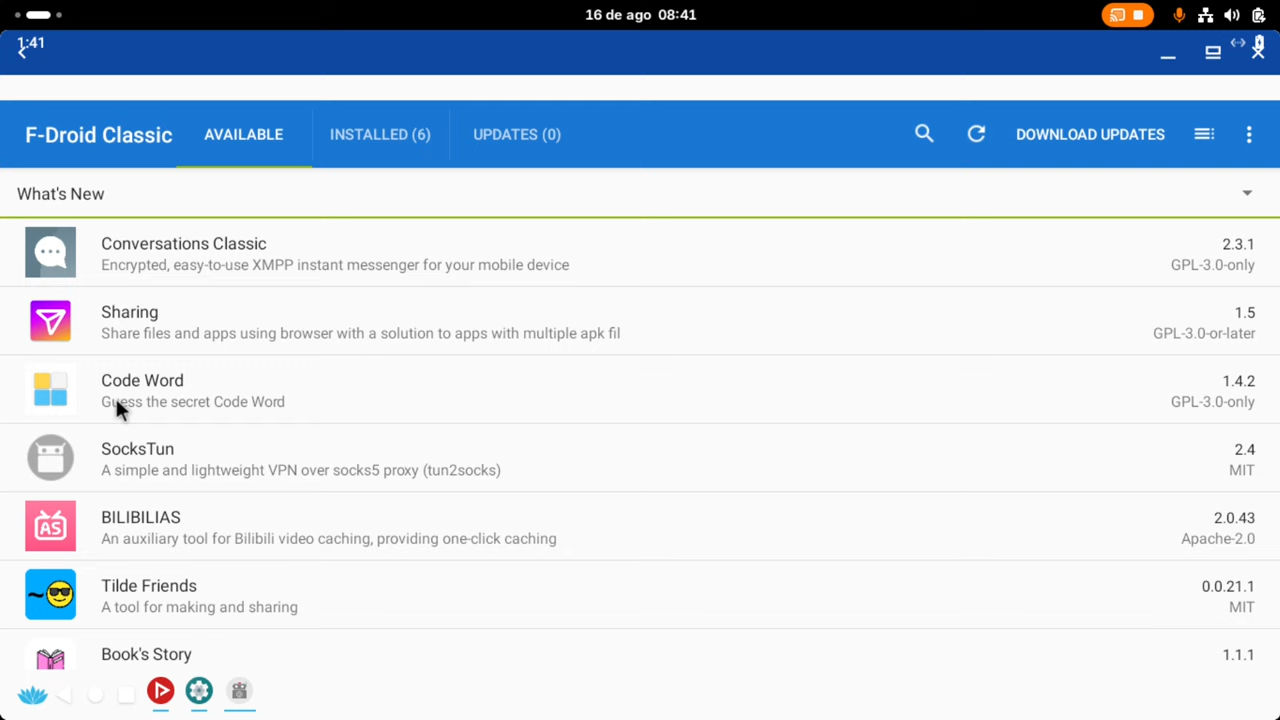 16 de ago 08:41
1:41
F-Droid Classic AVAILABLE INSTALLED (6) UPDATES (0) DOWNLOAD UPDATES
What's New
Conversations Classic 2.3.1
Encrypted, easy-to-use XMPP instant messenger for your mobile device GPL-3.0-only
Sharing 1.5
Share files and apps using browser with a solution to apps with multiple apk fil GPL-3.0-or-later
Code Word 1.4.2
Guess the secret Code Word GPL-3.0-only
SocksTun 2.4
A simple and lightweight VPN over socks5 proxy (tun2socks) MIT
AS BILIBILIAS 2.0.43
An auxiliary tool for Bilibili video caching, providing one-click caching Apache-2.0
Tilde Friends 0.0.21.1
A tool for making and sharing MIT
Book's Story 1.1.1